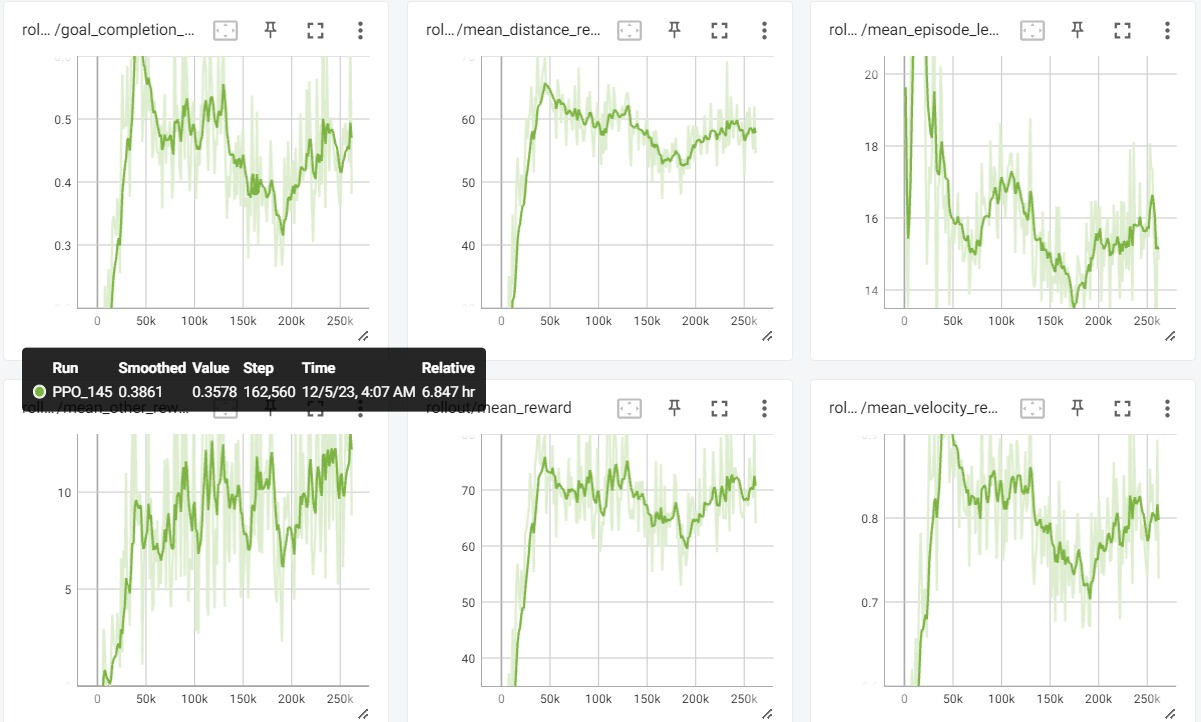 rol... /goal_completion_...
rol... /mean_distance_re...
rol... /mean_episode_le...
0.5
0.4
0.3
0
50k
100k
150k
200k
250k
60
50
40
0
50k
100k
150k
200k
250k
20
18
16
14
0
50k
100k
150k
200k
250k
Run Smoothed Value Step Time Relative
PPO_145 0.3861 0.3578 162,560 12/5/23, 4:07 AM 6.847 hr
rol... /mean_other_rew...
rollout/mean_reward
rol... /mean_velocity_re...
10
5
0
50k
100k
150k
200k
250k
70
60
50
40
0
50k
100k
150k
200k
250k
0.8
0.7
0
50k
100k
150k
200k
250k